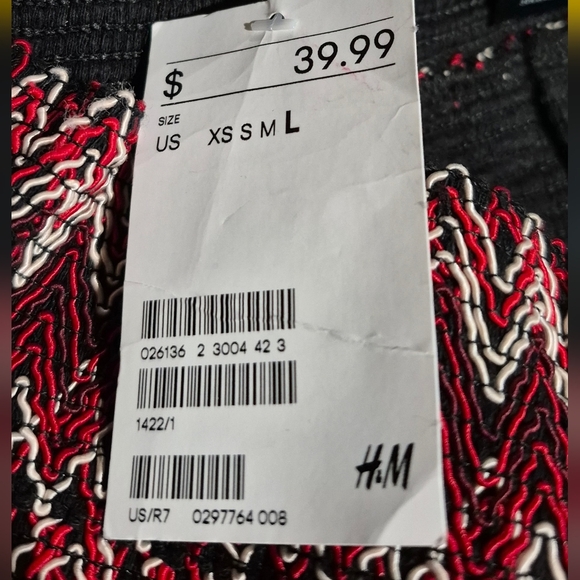 $ 39.99
SIZE
US XS S M L
026136 2 3004 42 3
1422/1
H&M
US/R7 0297764 008